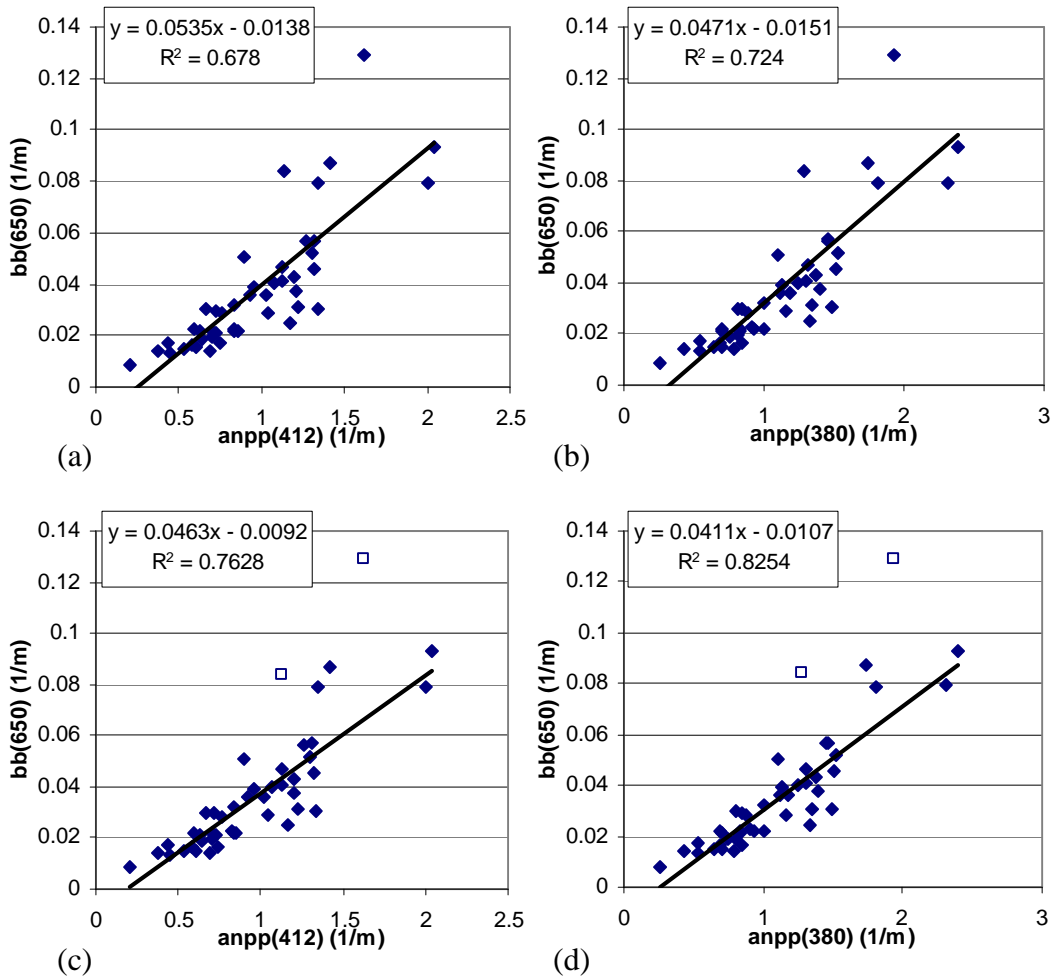 y = 0.0535x - 0.0138
R² = 0.678
0.14
0.12
0.1
0.08
0.06
0.04
0.02
0
bb(650) (1/m)
0
0.5
1
1.5
2
2.5
anpp(412) (1/m)
(a)
y = 0.0471x - 0.0151
R² = 0.724
0.14
0.12
0.1
0.08
0.06
0.04
0.02
0
bb(650) (1/m)
0
1
2
3
anpp(380) (1/m)
(b)
y = 0.0463x - 0.0092
R² = 0.7628
0.14
0.12
0.1
0.08
0.06
0.04
0.02
0
bb(650) (1/m)
0
0.5
1
1.5
2
2.5
anpp(412) (1/m)
(c)
y = 0.0411x - 0.0107
R² = 0.8254
0.14
0.12
0.1
0.08
0.06
0.04
0.02
0
bb(650) (1/m)
0
1
2
3
anpp(380) (1/m)
(d)